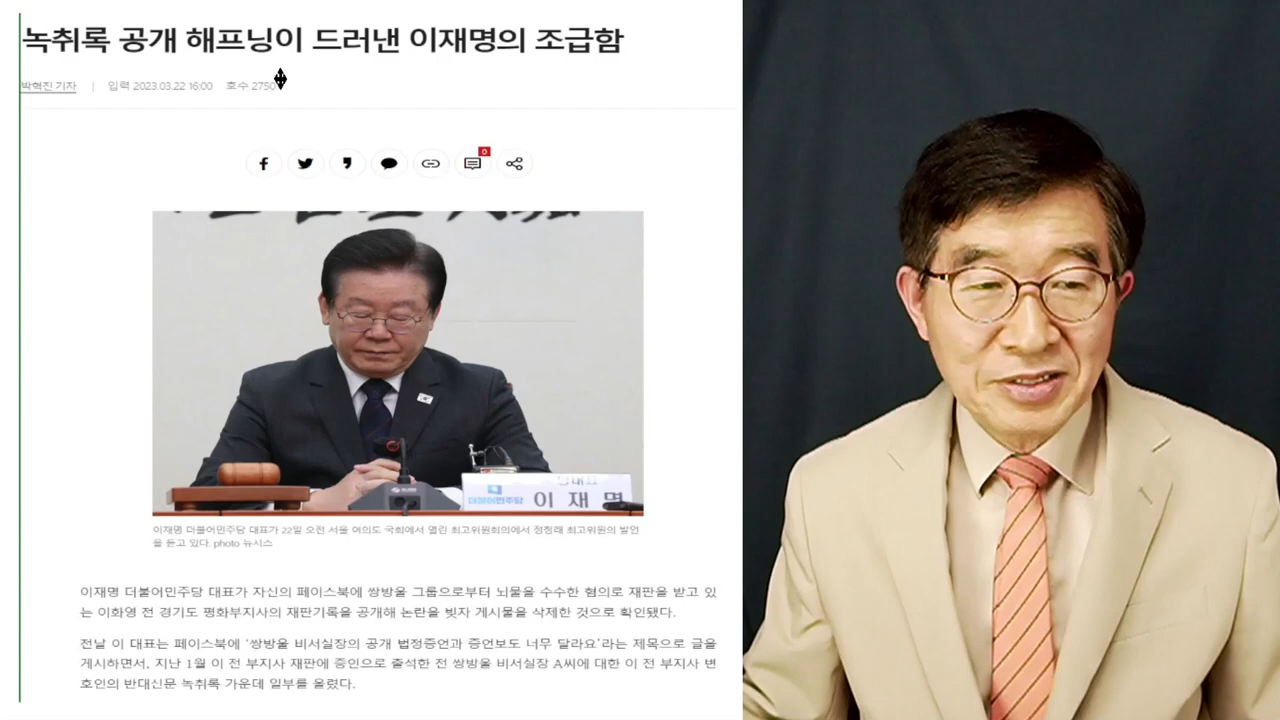 녹취록 공개 해프닝이 드러낸 이재명의 조급함
박혁진 기자 | 입력 2023.03.22 16:00 호수 2750
0
당대표
더불어민주당 이 재 명
이재명 더불어민주당 대표가 22일 오전 서울 여의도 국회에서 열린 최고위원회의에서 정청래 최고위원의 발언
을 듣고 있다. photo 뉴시스
이재명 더불어민주당 대표가 자신의 페이스북에 쌍방울 그룹으로부터 뇌물을 수수한 혐의로 재판을 받고 있
는 이화영 전 경기도 평화부지사의 재판기록을 공개해 논란을 빚자 게시물을 삭제한 것으로 확인됐다.
전날 이 대표는 페이스북에 '쌍방울 비서실장의 공개 법정증언과 증언보도 너무 달라요'라는 제목으로 글을
게시하면서, 지난 1월 이 전 부지사 재판에 증인으로 출석한 전 쌍방울 비서실장 A씨에 대한 이 전 부지사 변
호인의 반대신문 녹취록 가운데 일부를 올렸다.